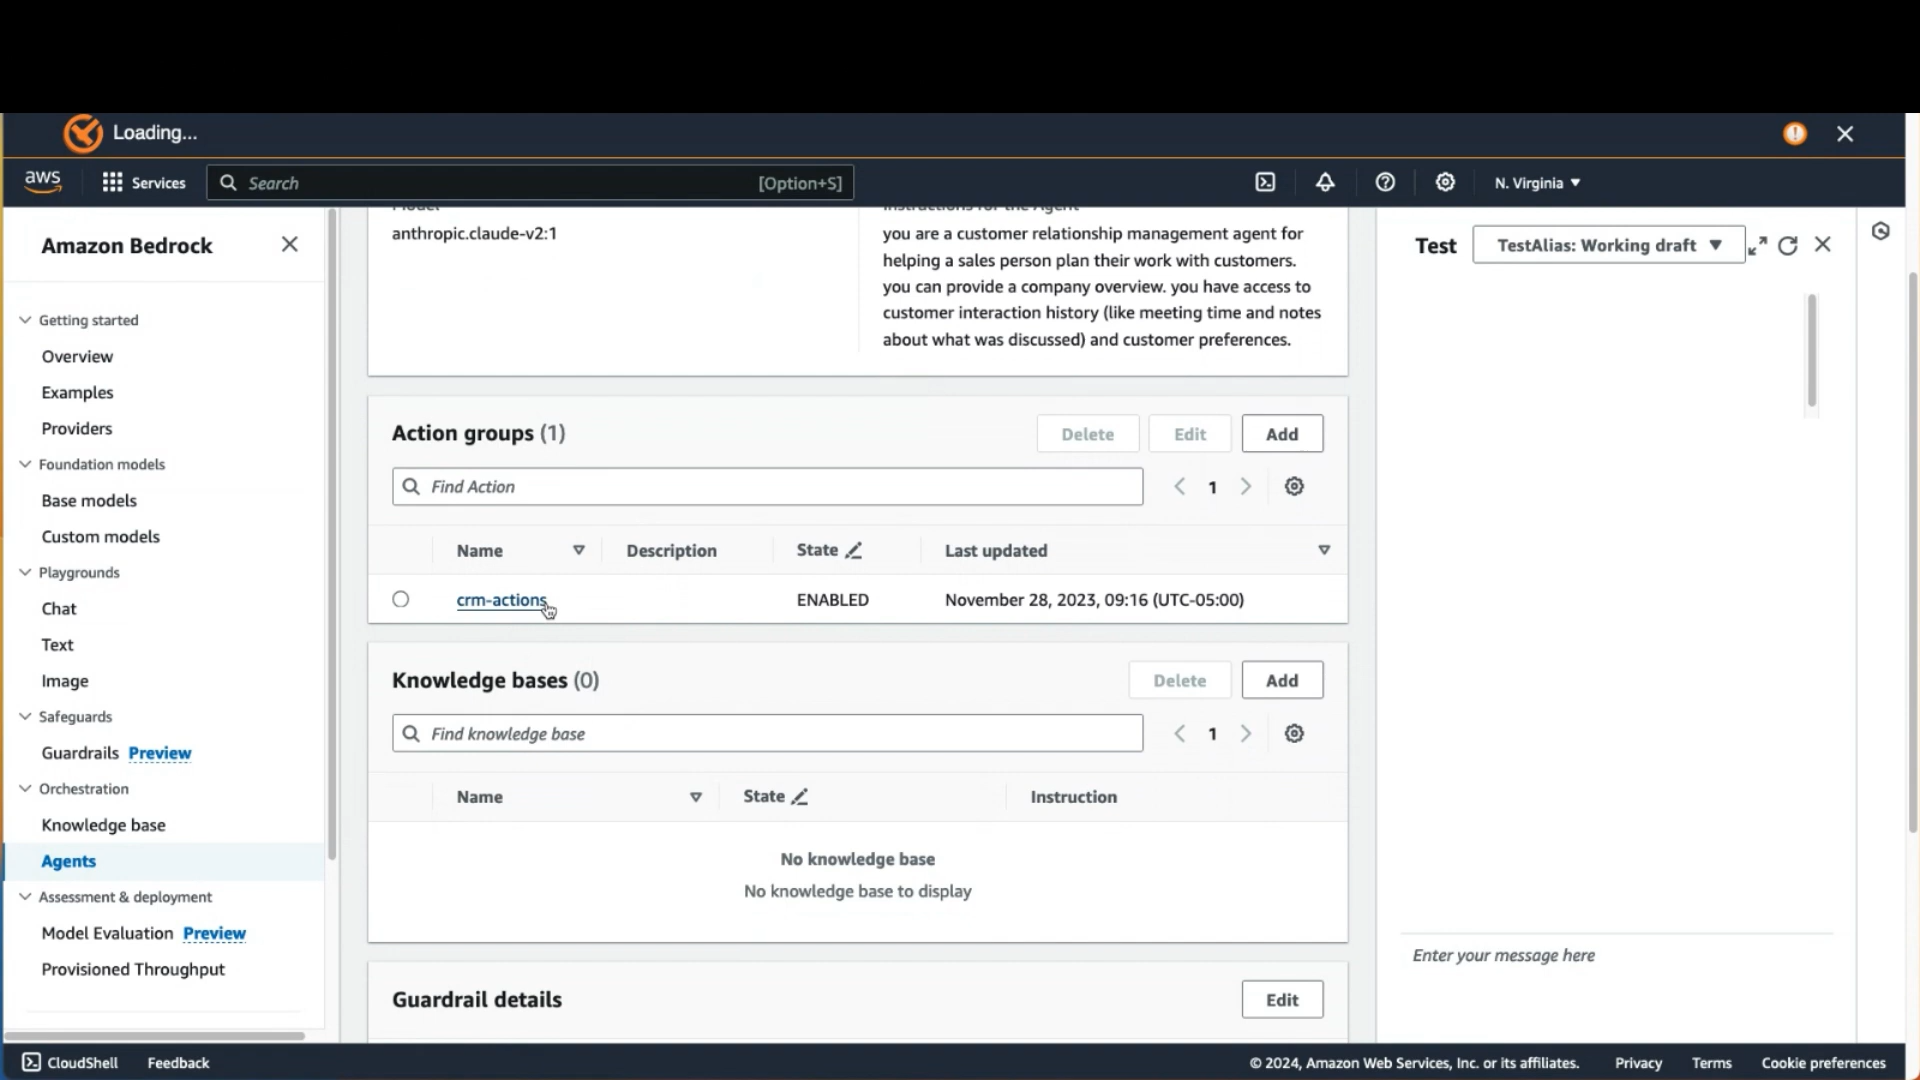 Loading...
aws
Services
Search
[Option+S]
N. Virginia
Amazon Bedrock
Getting started
Overview
Examples
Providers
Foundation models
Base models
Custom models
Playgrounds
Chat
Text
Image
Safeguards
Guardrails Preview
Orchestration
Knowledge base
Agents
Assessment & deployment
Model Evaluation Preview
Provisioned Throughput
Model
anthropic.claude-v2:1
Instructions for the Agent
you are a customer relationship management agent for
helping a sales person plan their work with customers.
you can provide a company overview. you have access to
customer interaction history (like meeting time and notes
about what was discussed) and customer preferences.
Action groups (1)
Delete
Edit
Add
Find Action
1
Name
Description
State
Last updated
crm-actions
ENABLED
November 28, 2023, 09:16 (UTC-05:00)
Knowledge bases (0)
Delete
Add
Find knowledge base
1
Name
State
Instruction
No knowledge base
No knowledge base to display
Guardrail details
Edit
Test
TestAlias: Working draft
Enter your message here
CloudShell
Feedback
© 2024, Amazon Web Services, Inc. or its affiliates.
Privacy
Terms
Cookie preferences